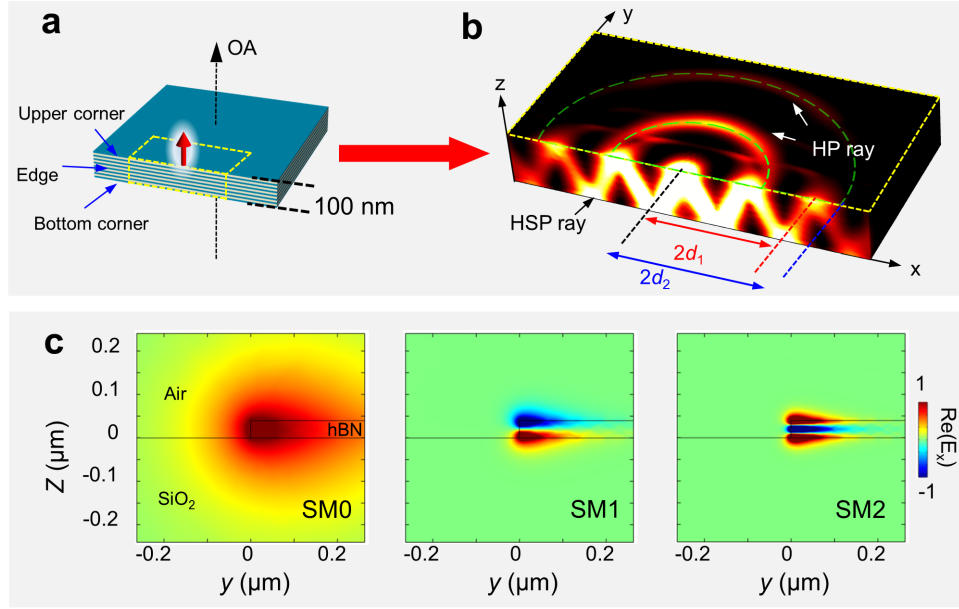 a
OA
Upper corner
Edge
Bottom corner
100 nm
b
y
z
x
HP ray
HSP ray
2d₁
2d₂
c
Z (μm)
0.2
0.1
0
-0.1
-0.2
Air
hBN
SiO₂
SM0
-0.2 0 0.2
y (μm)
SM1
-0.2 0 0.2
y (μm)
SM2
-0.2 0 0.2
y (μm)
1
Re(Eₓ)
-1